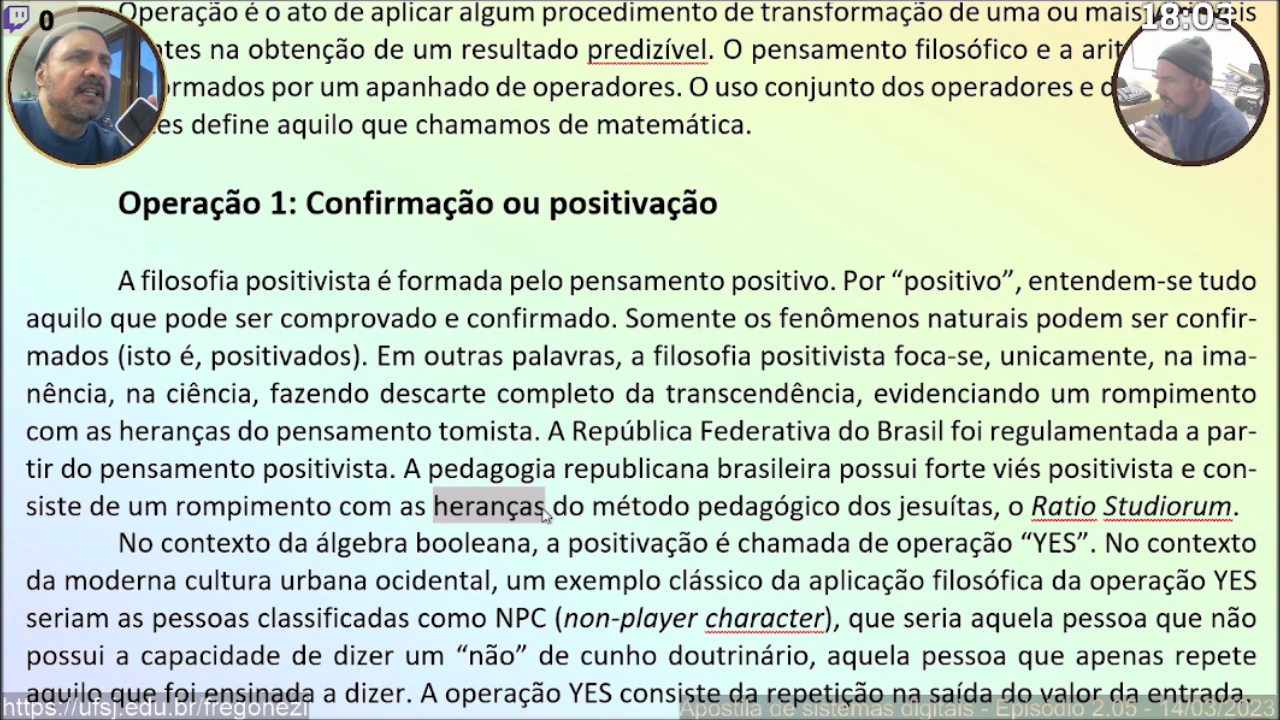 0
18:03
Operação é o ato de aplicar algum procedimento de transformação de uma ou mais
na obtenção de um resultado predizível. O pensamento filosófico e a
por um apanhado de operadores. O uso conjunto dos operadores e
define aquilo que chamamos de matemática.
Operação 1: Confirmação ou positivação
A filosofia positivista é formada pelo pensamento positivo. Por “positivo”, entendem-se tudo
aquilo que pode ser comprovado e confirmado. Somente os fenômenos naturais podem ser confir-
mados (isto é, positivados). Em outras palavras, a filosofia positivista foca-se, unicamente, na ima-
nência, na ciência, fazendo descarte completo da transcendência, evidenciando um rompimento
com as heranças do pensamento tomista. A República Federativa do Brasil foi regulamentada a par-
tir do pensamento positivista. A pedagogia republicana brasileira possui forte viés positivista e con-
siste de um rompimento com as heranças do método pedagógico dos jesuítas, o Ratio Studiorum.
No contexto da álgebra booleana, a positivação é chamada de operação “YES”. No contexto
da moderna cultura urbana ocidental, um exemplo clássico da aplicação filosófica da operação YES
seriam as pessoas classificadas como NPC (non-player character), que seria aquela pessoa que não
possui a capacidade de dizer um “não” de cunho doutrinário, aquela pessoa que apenas repete
aquilo que foi ensinada a dizer. A operação YES consiste da repetição na saída do valor da entrada.
https://ufsj.edu.br/fregonezi
Apostila de sistemas digitais - Episódio 2.05 - 14/03/2023